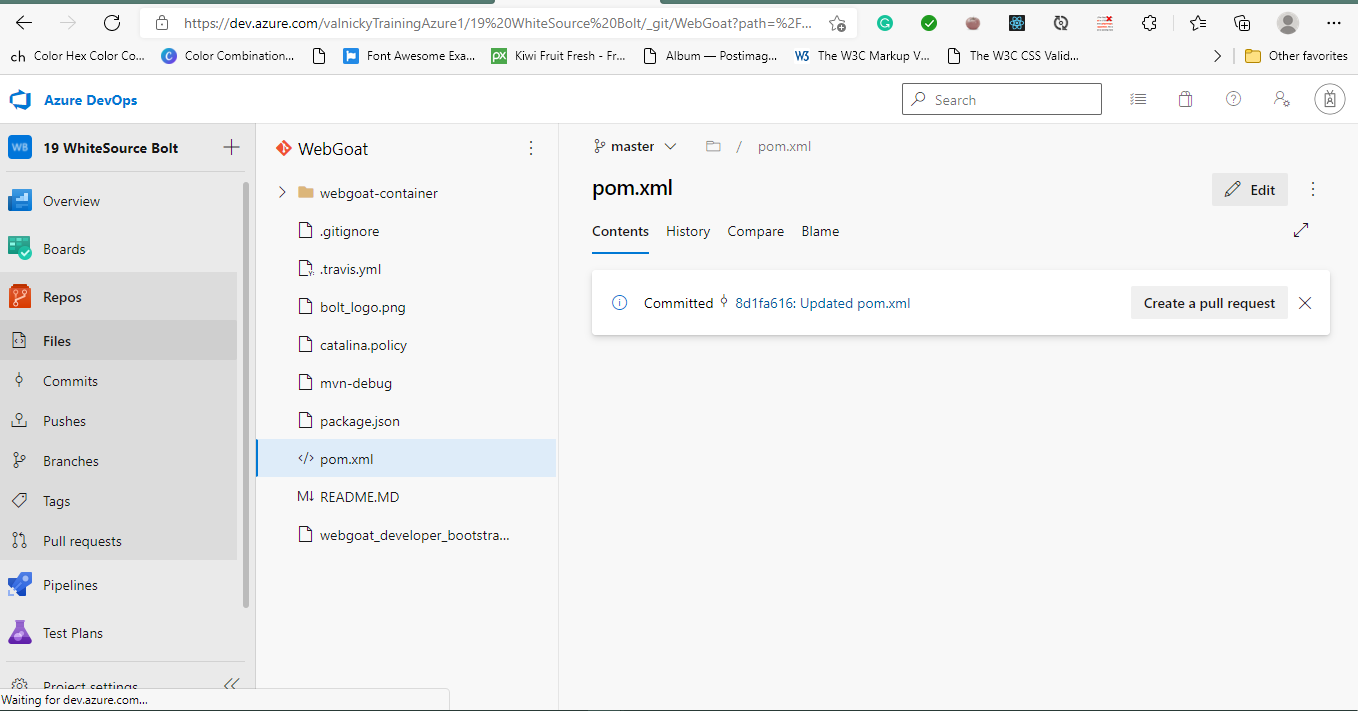 https://dev.azure.com/valnickyTrainingAzure1/19%20WhiteSource%20Bolt/_git/WebGoat?path=%2F...
ch Color Hex Color Co... C Color Combination... Font Awesome Exa... px Kiwi Fruit Fresh - Fr... Album — Postimag... W3 The W3C Markup V... The W3C CSS Valid... Other favorites
Azure DevOps
Search
WB 19 WhiteSource Bolt
Overview
Boards
Repos
Files
Commits
Pushes
Branches
Tags
Pull requests
Pipelines
Test Plans
Project settings
Waiting for dev.azure.com...
WebGoat
webgoat-container
.gitignore
.travis.yml
bolt_logo.png
catalina.policy
mvn-debug
package.json
</> pom.xml
M↓ README.MD
webgoat_developer_bootstra...
master / pom.xml
pom.xml
Edit
Contents History Compare Blame
Committed 8d1fa616: Updated pom.xml
Create a pull request